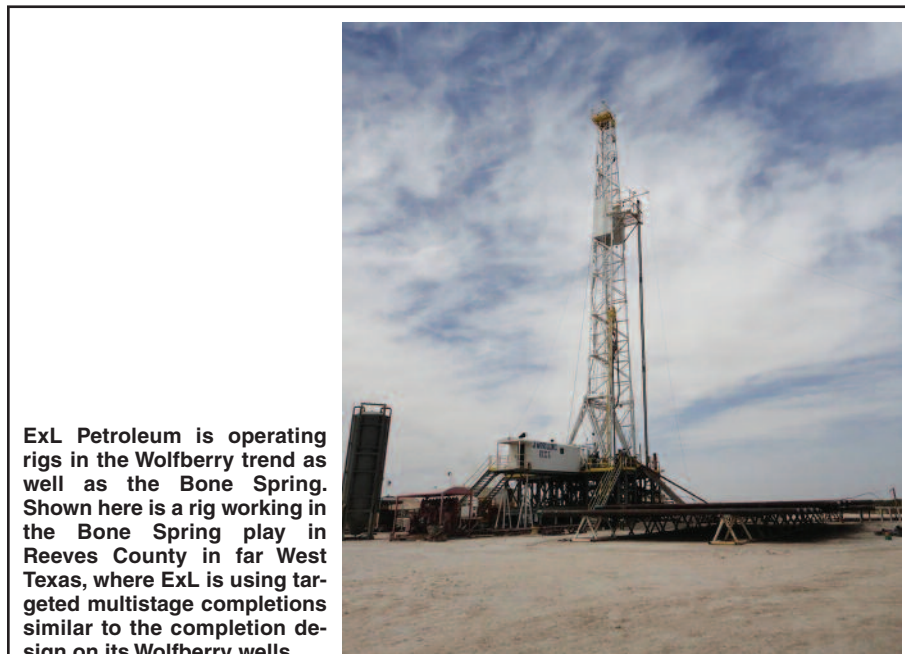 ExL Petroleum is operating
rigs in the Wolfberry trend as
well as the Bone Spring.
Shown here is a rig working in
the Bone Spring play in
Reeves County in far West
Texas, where ExL is using tar-
geted multistage completions
similar to the completion de-
sign on its Wolfberry wells